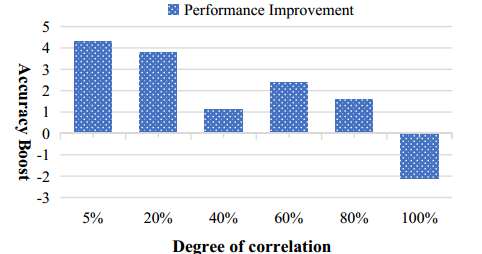 Performance Improvement
5
4
3
2
1
0
-1
-2
-3
Accuracy Boost
5% 20% 40% 60% 80% 100%
Degree of correlation